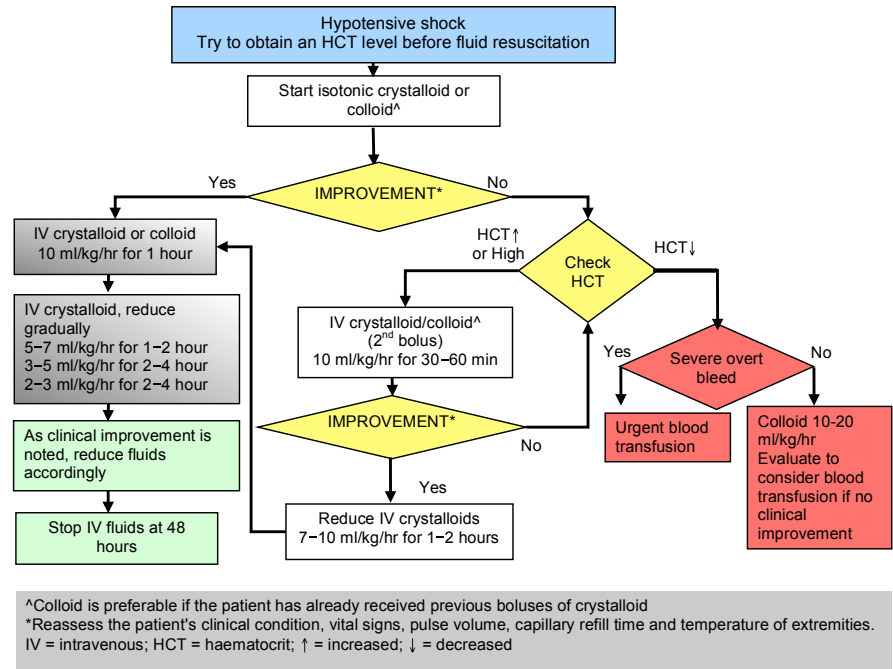 Hypotensive shock
Try to obtain an HCT level before fluid resuscitation
Start isotonic crystalloid or
colloid^
Yes
IMPROVEMENT*
No
IV crystalloid or colloid
10 ml/kg/hr for 1 hour
HCT↑
or High
Check
HCT
HCT↓
IV crystalloid, reduce
gradually
5−7 ml/kg/hr for 1−2 hour
3−5 ml/kg/hr for 2−4 hour
2−3 ml/kg/hr for 2−4 hour
IV crystalloid/colloid^
(2nd bolus)
10 ml/kg/hr for 30−60 min
Yes
Severe overt
bleed
No
As clinical improvement is
noted, reduce fluids
accordingly
IMPROVEMENT*
No
Urgent blood
transfusion
Colloid 10-20
ml/kg/hr
Evaluate to
consider blood
transfusion if no
clinical
improvement
Yes
Stop IV fluids at 48
hours
Reduce IV crystalloids
7−10 ml/kg/hr for 1−2 hours
^Colloid is preferable if the patient has already received previous boluses of crystalloid
*Reassess the patient's clinical condition, vital signs, pulse volume, capillary refill time and temperature of extremities.
IV = intravenous; HCT = haematocrit; ↑ = increased; ↓ = decreased